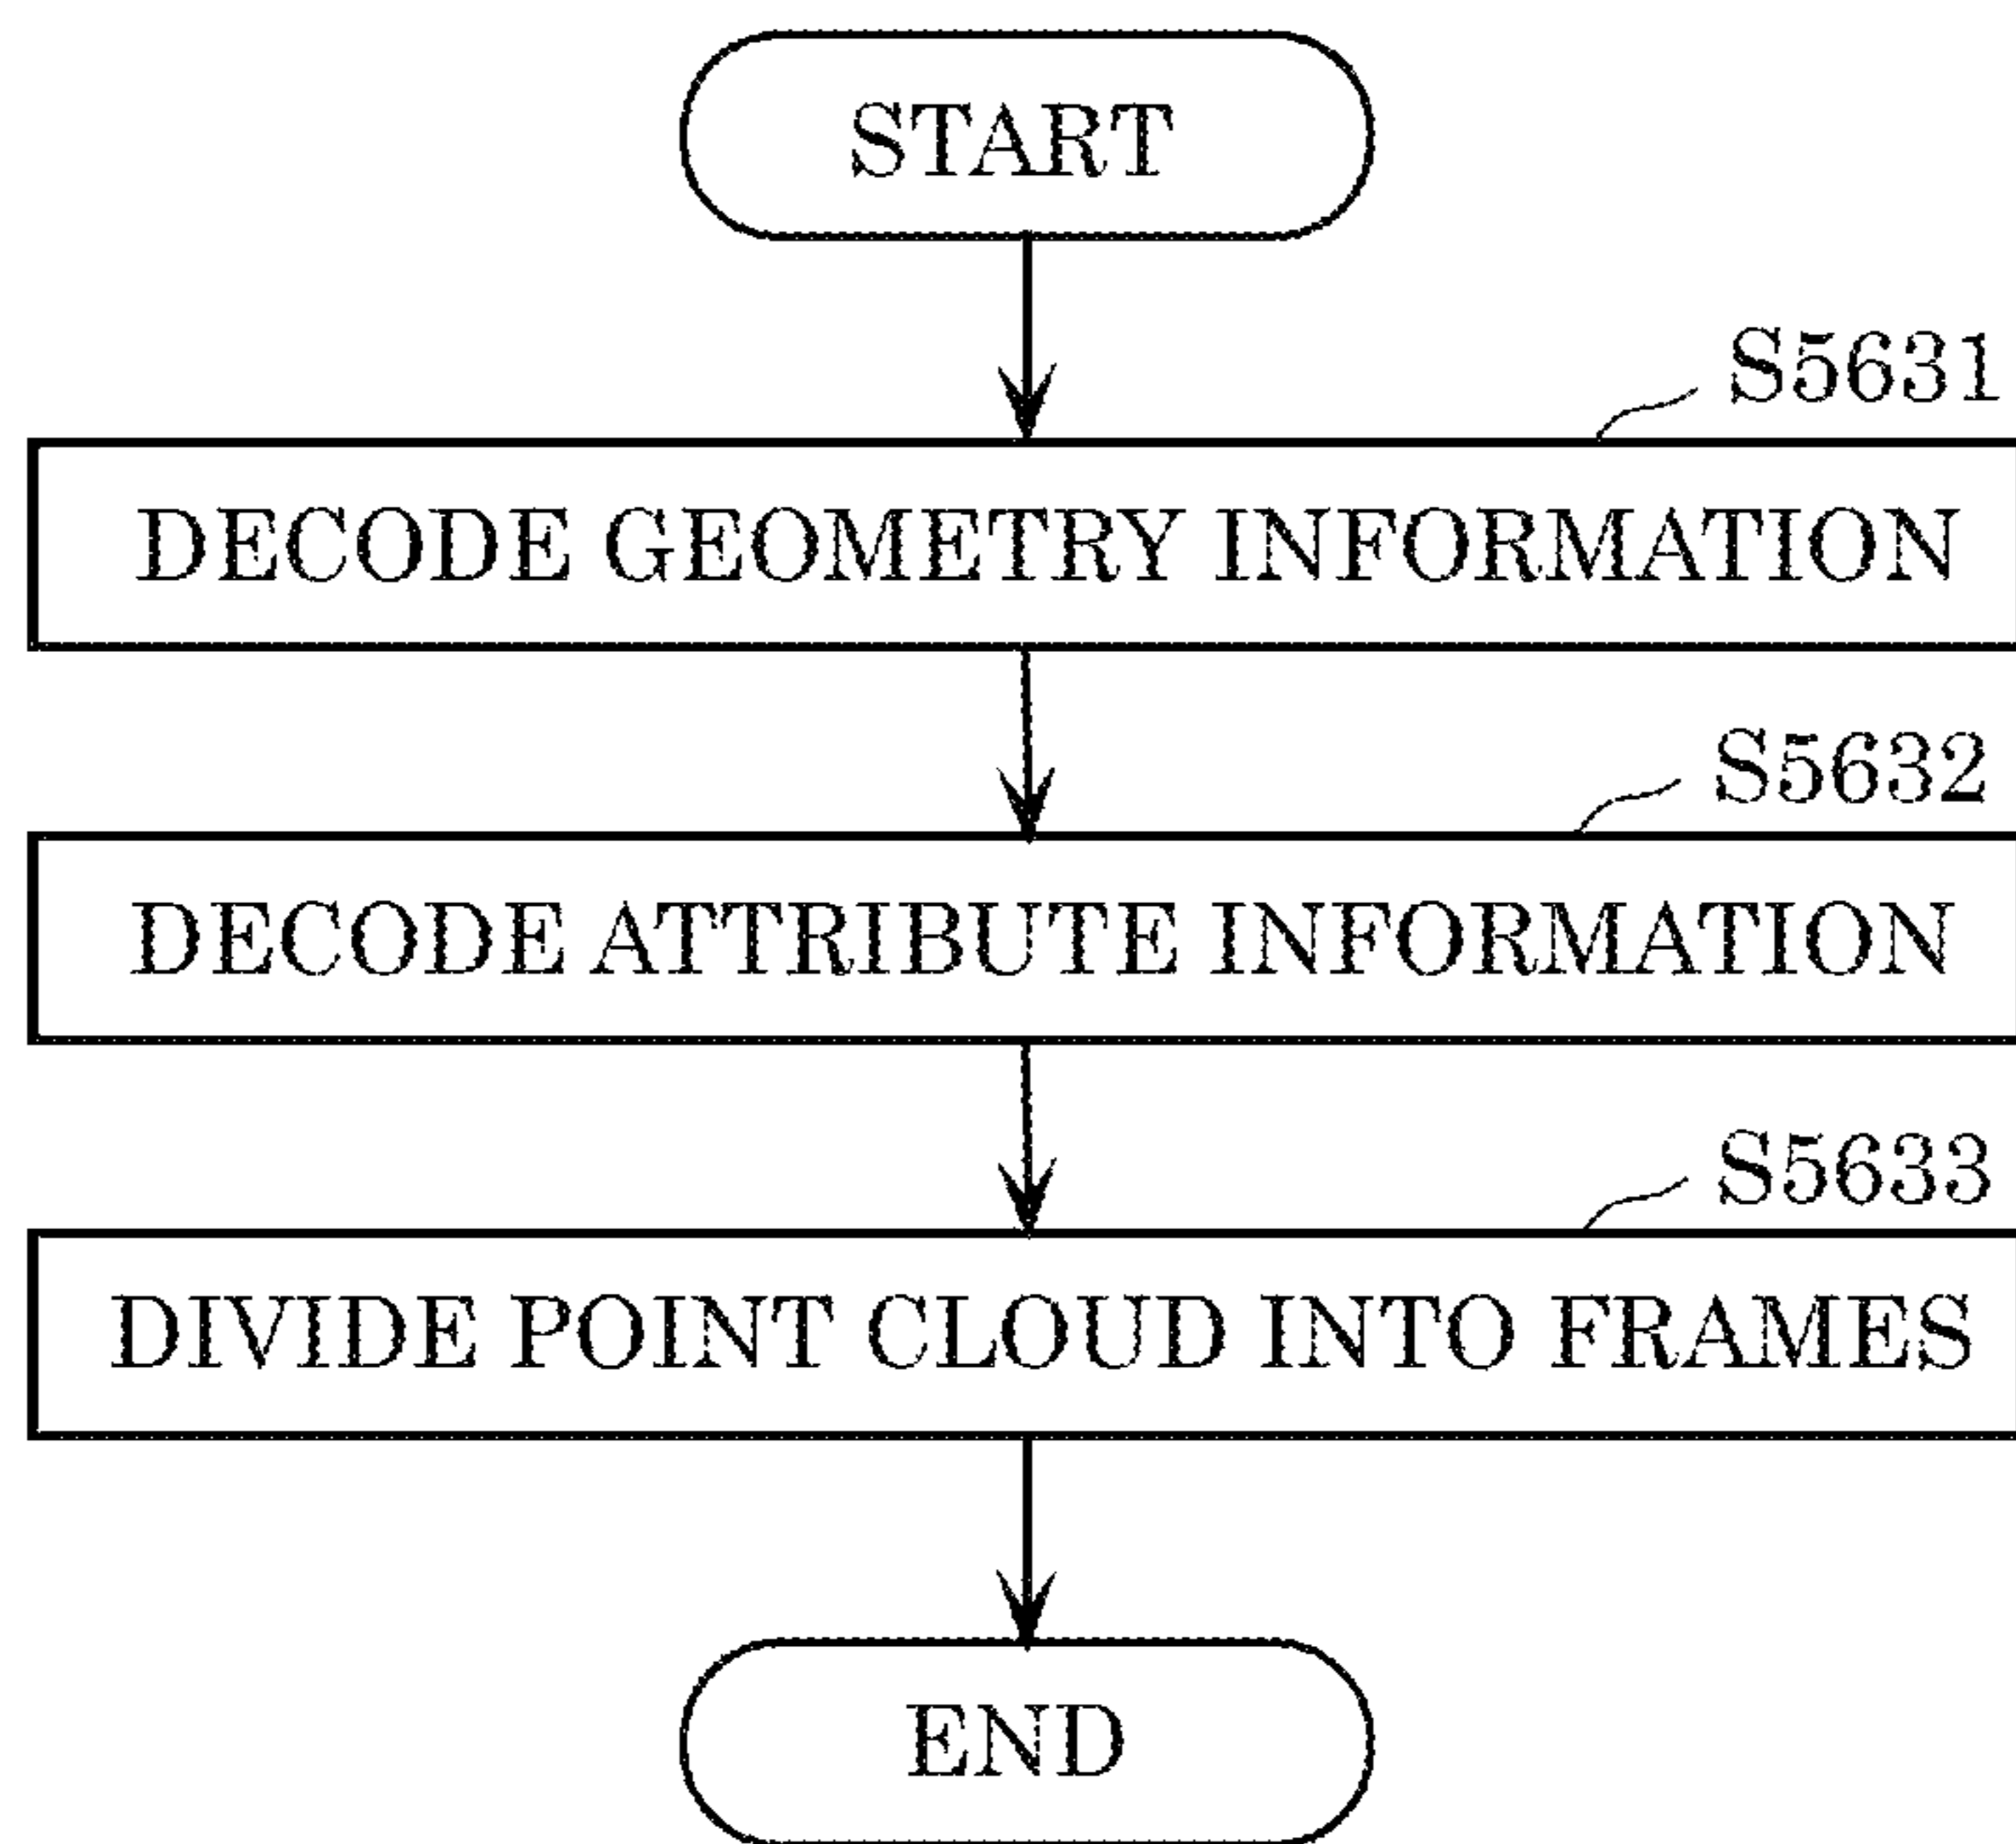 START
S5631
DECODE GEOMETRY INFORMATION
S5632
DECODE ATTRIBUTE INFORMATION
S5633
DIVIDE POINT CLOUD INTO FRAMES
END